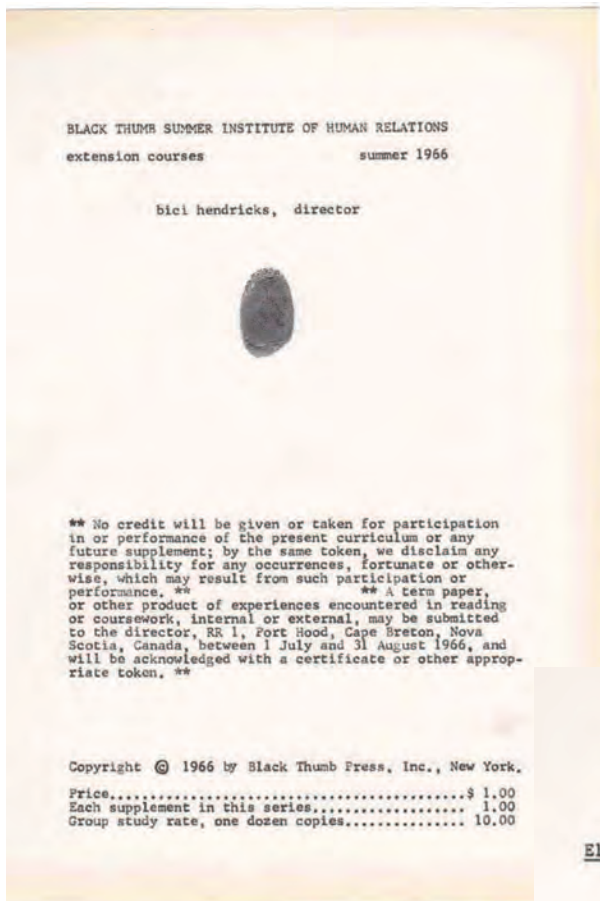 BLACK THUMB SUMMER INSTITUTE OF HUMAN RELATIONS
extension courses summer 1966
bici hendricks, director
** No credit will be given or taken for participation
in or performance of the present curriculum or any
future supplement; by the same token, we disclaim any
responsibility for any occurrences, fortunate or other-
wise, which may result from such participation or
performance. ** ** A term paper,
or other product of experiences encountered in reading
or coursework, internal or external, may be submitted
to the director, RR 1, Port Hood, Cape Breton, Nova
Scotia, Canada, between 1 July and 31 August 1966, and
will be acknowledged with a certificate or other approp-
riate token. **
Copyright © 1966 by Black Thumb Press, Inc., New York.
Price............................................$ 1.00
Each supplement in this series.................. 1.00
Group study rate, one dozen copies............... 10.00